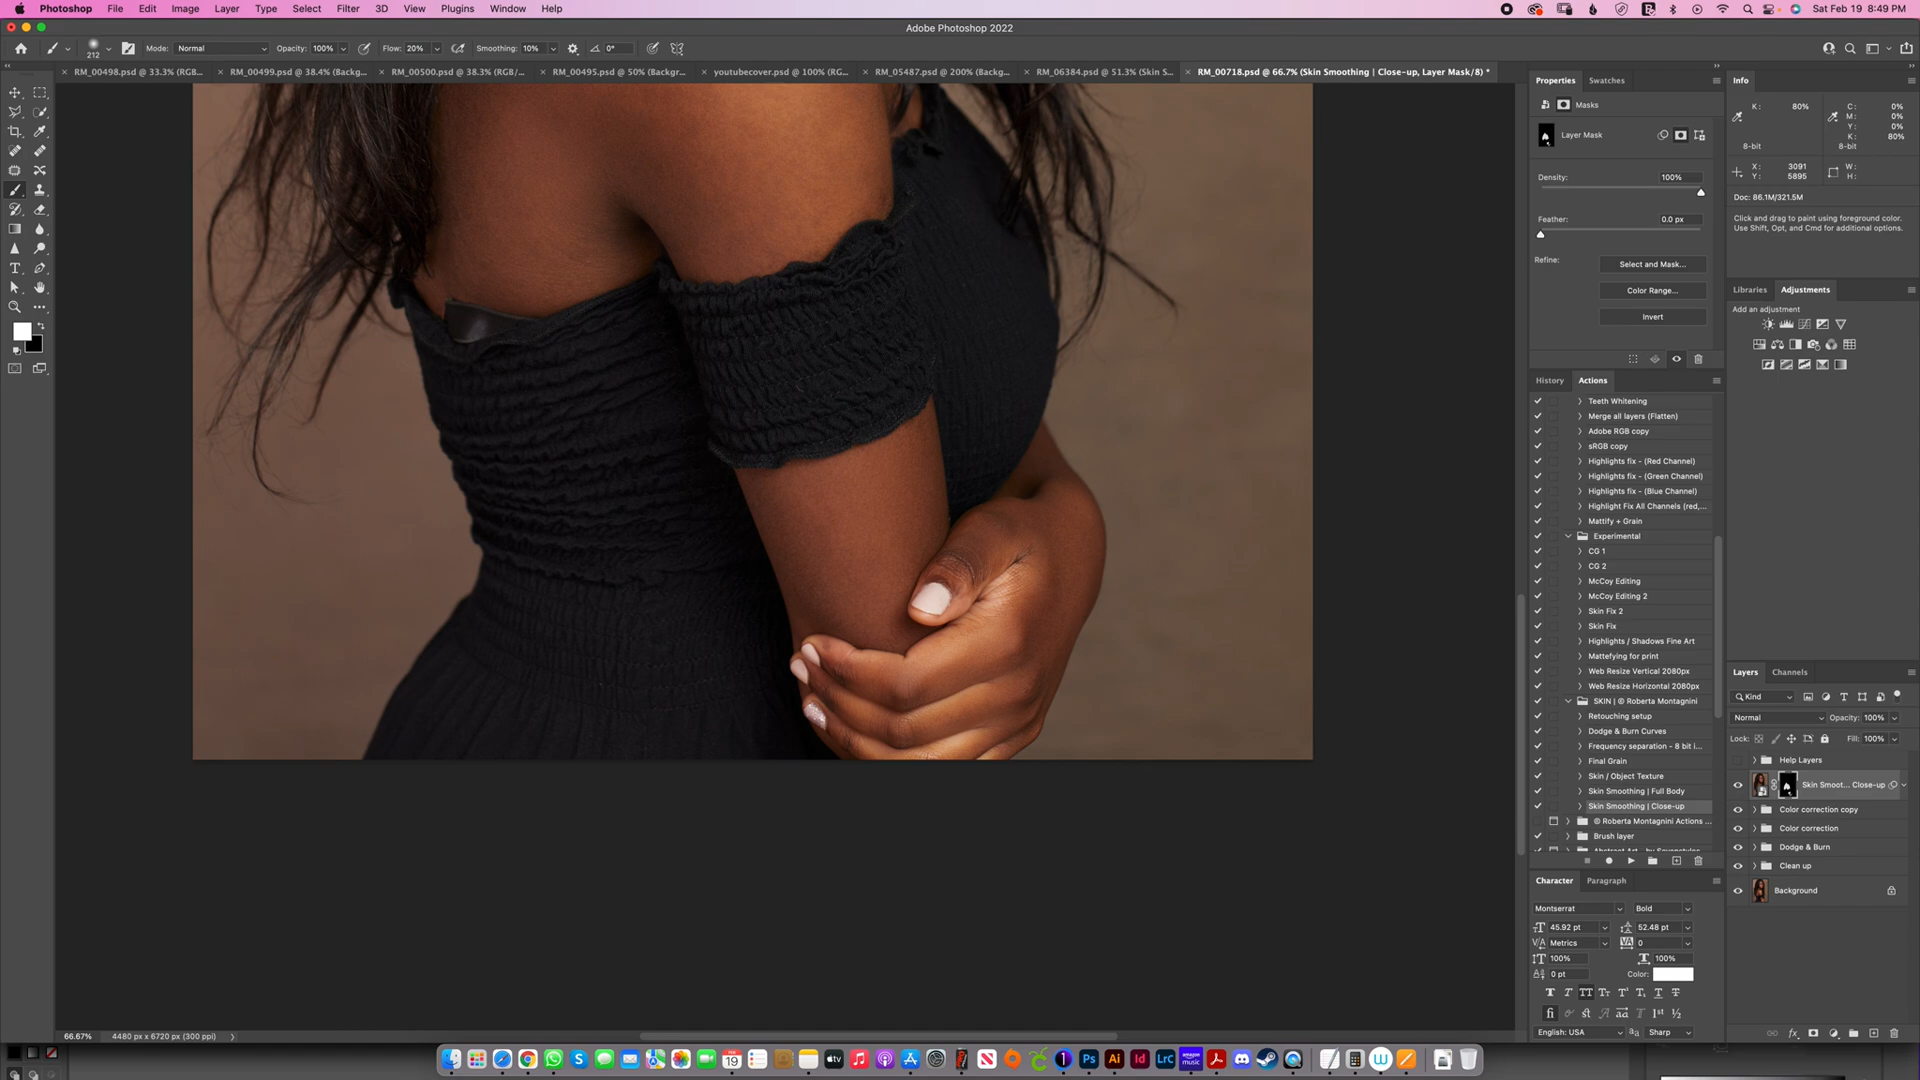 Photoshop File Edit Image Layer Type Select Filter 3D View Plugins Window Help Sat Feb 19 8:49 PM
Adobe Photoshop 2022
212 Mode: Normal Opacity: 100% Flow: 20% Smoothing: 10% 0°
RM_00498.psd @ 33.3% (RGB... RM_00499.psd @ 38.4% (Backg... RM_00500.psd @ 38.3% (RGB/... RM_00495.psd @ 50% (Backgr... youtubecover.psd @ 100% (RG... RM_05487.psd @ 200% (Backg... RM_06384.psd @ 51.3% (Skin S... RM_00718.psd @ 66.7% (Skin Smoothing | Close-up, Layer Mask/8) *
Properties Swatches
Masks
Layer Mask
Density: 100%
Feather: 0.0 px
Refine: Select and Mask...
Color Range...
Invert
History Actions
Teeth Whitening
Merge all layers (Flatten)
Adobe RGB copy
sRGB copy
Highlights fix - (Red Channel)
Highlights fix - (Green Channel)
Highlights fix - (Blue Channel)
Highlight Fix All Channels (red,...
Mattify + Grain
Experimental
CG 1
CG 2
McCoy Editing
McCoy Editing 2
Skin Fix 2
Skin Fix
Highlights / Shadows Fine Art
Mattefying for print
Web Resize Vertical 2080px
Web Resize Horizontal 2080px
SKIN | © Roberta Montagnini
Retouching setup
Dodge & Burn Curves
Frequency separation - 8 bit i...
Final Grain
Skin / Object Texture
Skin Smoothing | Full Body
Skin Smoothing | Close-up
© Roberta Montagnini Actions ...
Brush layer
Character Paragraph
Montserrat Bold
45.92 pt 52.48 pt
Metrics 0
100% 100%
0 pt Color:
English: USA Sharp
Info
K: 80% C: 0%
M: 0%
Y: 0%
K: 80%
8-bit 8-bit
X: 3091 W:
Y: 5895 H:
Doc: 86.1M/321.5M
Click and drag to paint using foreground color.
Use Shift, Opt, and Cmd for additional options.
Libraries Adjustments
Add an adjustment
Layers Channels
Kind
Normal Opacity: 100%
Lock: Fill: 100%
Help Layers
Skin Smoot... Close-up
Color correction copy
Color correction
Dodge & Burn
Clean up
Background
66.67% 4480 px x 6720 px (300 ppi)